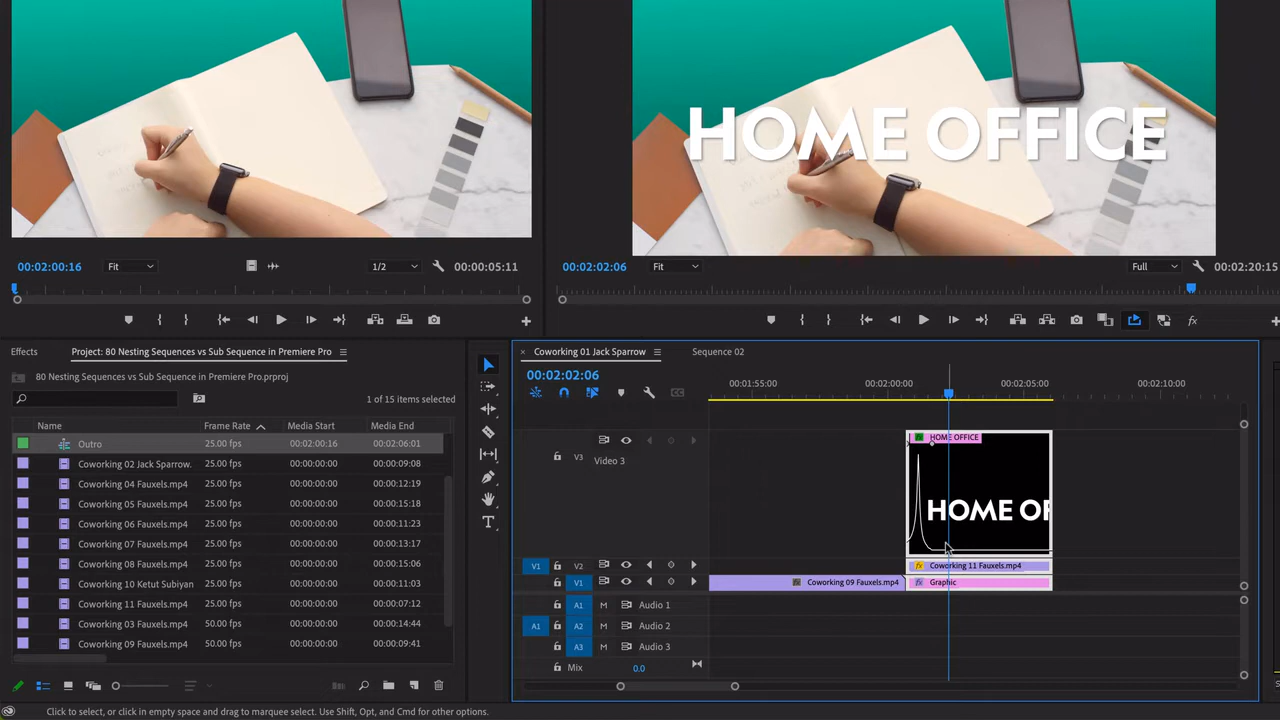 HOME OFFICE
00:02:00:16
Fit
1/2
00:00:05:11
00:02:02:06
Fit
Full
00:02:20:15
Effects
Project: 80 Nesting Sequences vs Sub Sequence in Premiere Pro
80 Nesting Sequences vs Sub Sequence in Premiere Pro.prproj
1 of 15 items selected
Name
Frame Rate
Media Start
Media End
Outro 25.00 fps 00:02:00:16 00:02:06:01
Coworking 02 Jack Sparrow. 25.00 fps 00:00:00:00 00:00:09:08
Coworking 04 Fauxels.mp4 25.00 fps 00:00:00:00 00:00:12:19
Coworking 05 Fauxels.mp4 25.00 fps 00:00:00:00 00:00:15:18
Coworking 06 Fauxels.mp4 25.00 fps 00:00:00:00 00:00:11:23
Coworking 07 Fauxels.mp4 25.00 fps 00:00:00:00 00:00:13:17
Coworking 08 Fauxels.mp4 25.00 fps 00:00:00:00 00:00:15:14
Coworking 10 Ketut Subiyan 25.00 fps 00:00:00:00 00:00:11:03
Coworking 11 Fauxels.mp4 25.00 fps 00:00:00:00 00:00:07:12
Coworking 03 Fauxels.mp4 50.00 fps 00:00:00:00 00:00:14:44
Coworking 09 Fauxels.mp4 50.00 fps 00:00:00:00 00:00:09:41
Coworking 01 Jack Sparrow
Sequence 02
00:02:02:06
00:01:55:00
00:02:00:00
00:02:05:00
00:02:10:00
V3
Video 3
fx HOME OFFICE
HOME OF
V1 V2
fx Coworking 11 Fauxels.mp4
V1
fx Coworking 09 Fauxels.mp4
fx Graphic
A1 M Audio 1
A1 A2 M Audio 2
A3 M Audio 3
Mix 0.0
Click to select, or click in empty space and drag to marquee select. Use Shift, Opt, and Cmd for other options.